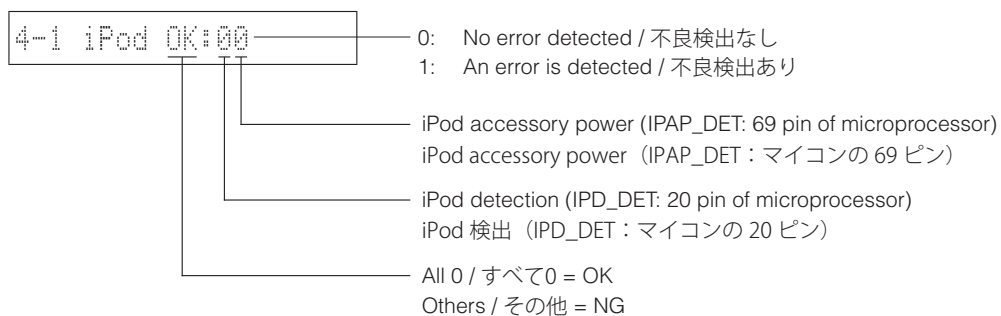 4-1 iPod OK:00
0: No error detected / 不良検出なし
1: An error is detected / 不良検出あり
iPod accessory power (IPAP_DET: 69 pin of microprocessor)
iPod accessory power（IPAP_DET：マイコンの 69 ピン）
iPod detection (IPD_DET: 20 pin of microprocessor)
iPod 検出（IPD_DET：マイコンの 20 ピン）
All 0 / すべて0 = OK
Others / その他 = NG